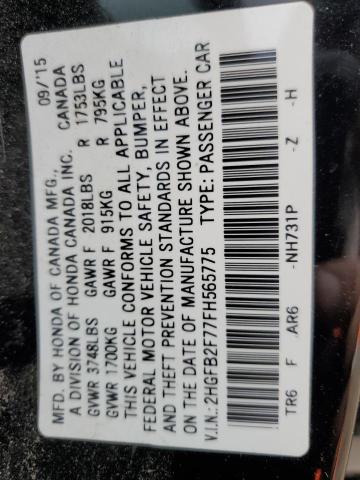 MFD. BY HONDA OF CANADA MFG., 09/'15
A DIVISION OF HONDA CANADA INC. CANADA
GVWR 3748LBS GAWR F 2018LBS R 1753LBS
GVWR 1700KG GAWR F 915KG R 795KG
THIS VEHICLE CONFORMS TO ALL APPLICABLE
FEDERAL MOTOR VEHICLE SAFETY, BUMPER,
AND THEFT PREVENTION STANDARDS IN EFFECT
ON THE DATE OF MANUFACTURE SHOWN ABOVE.
V.I.N.: 2HGFB2F77FH565775 TYPE: PASSENGER CAR
TR6 F AR6 -NH731P -Z -H